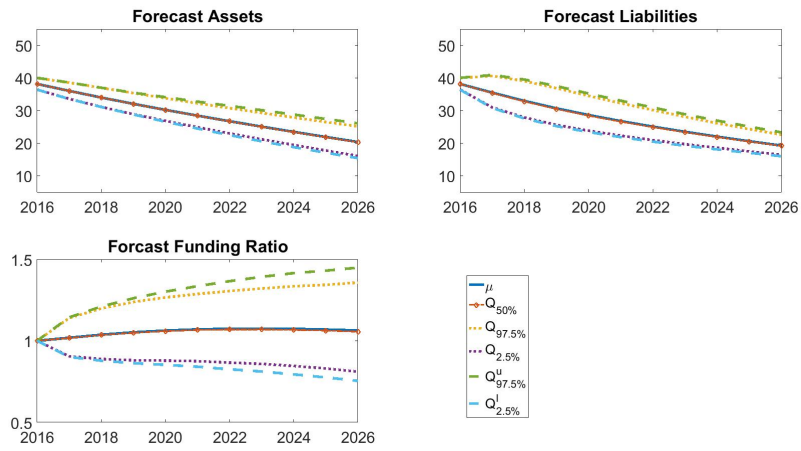 Forecast Assets
50
40
30
20
10
2016 2018 2020 2022 2024 2026
Forecast Liabilities
50
40
30
20
10
2016 2018 2020 2022 2024 2026
Forcast Funding Ratio
1.5
1
0.5
2016 2018 2020 2022 2024 2026
μ
Q50%
Q97.5%
Q2.5%
Qu97.5%
Ql2.5%